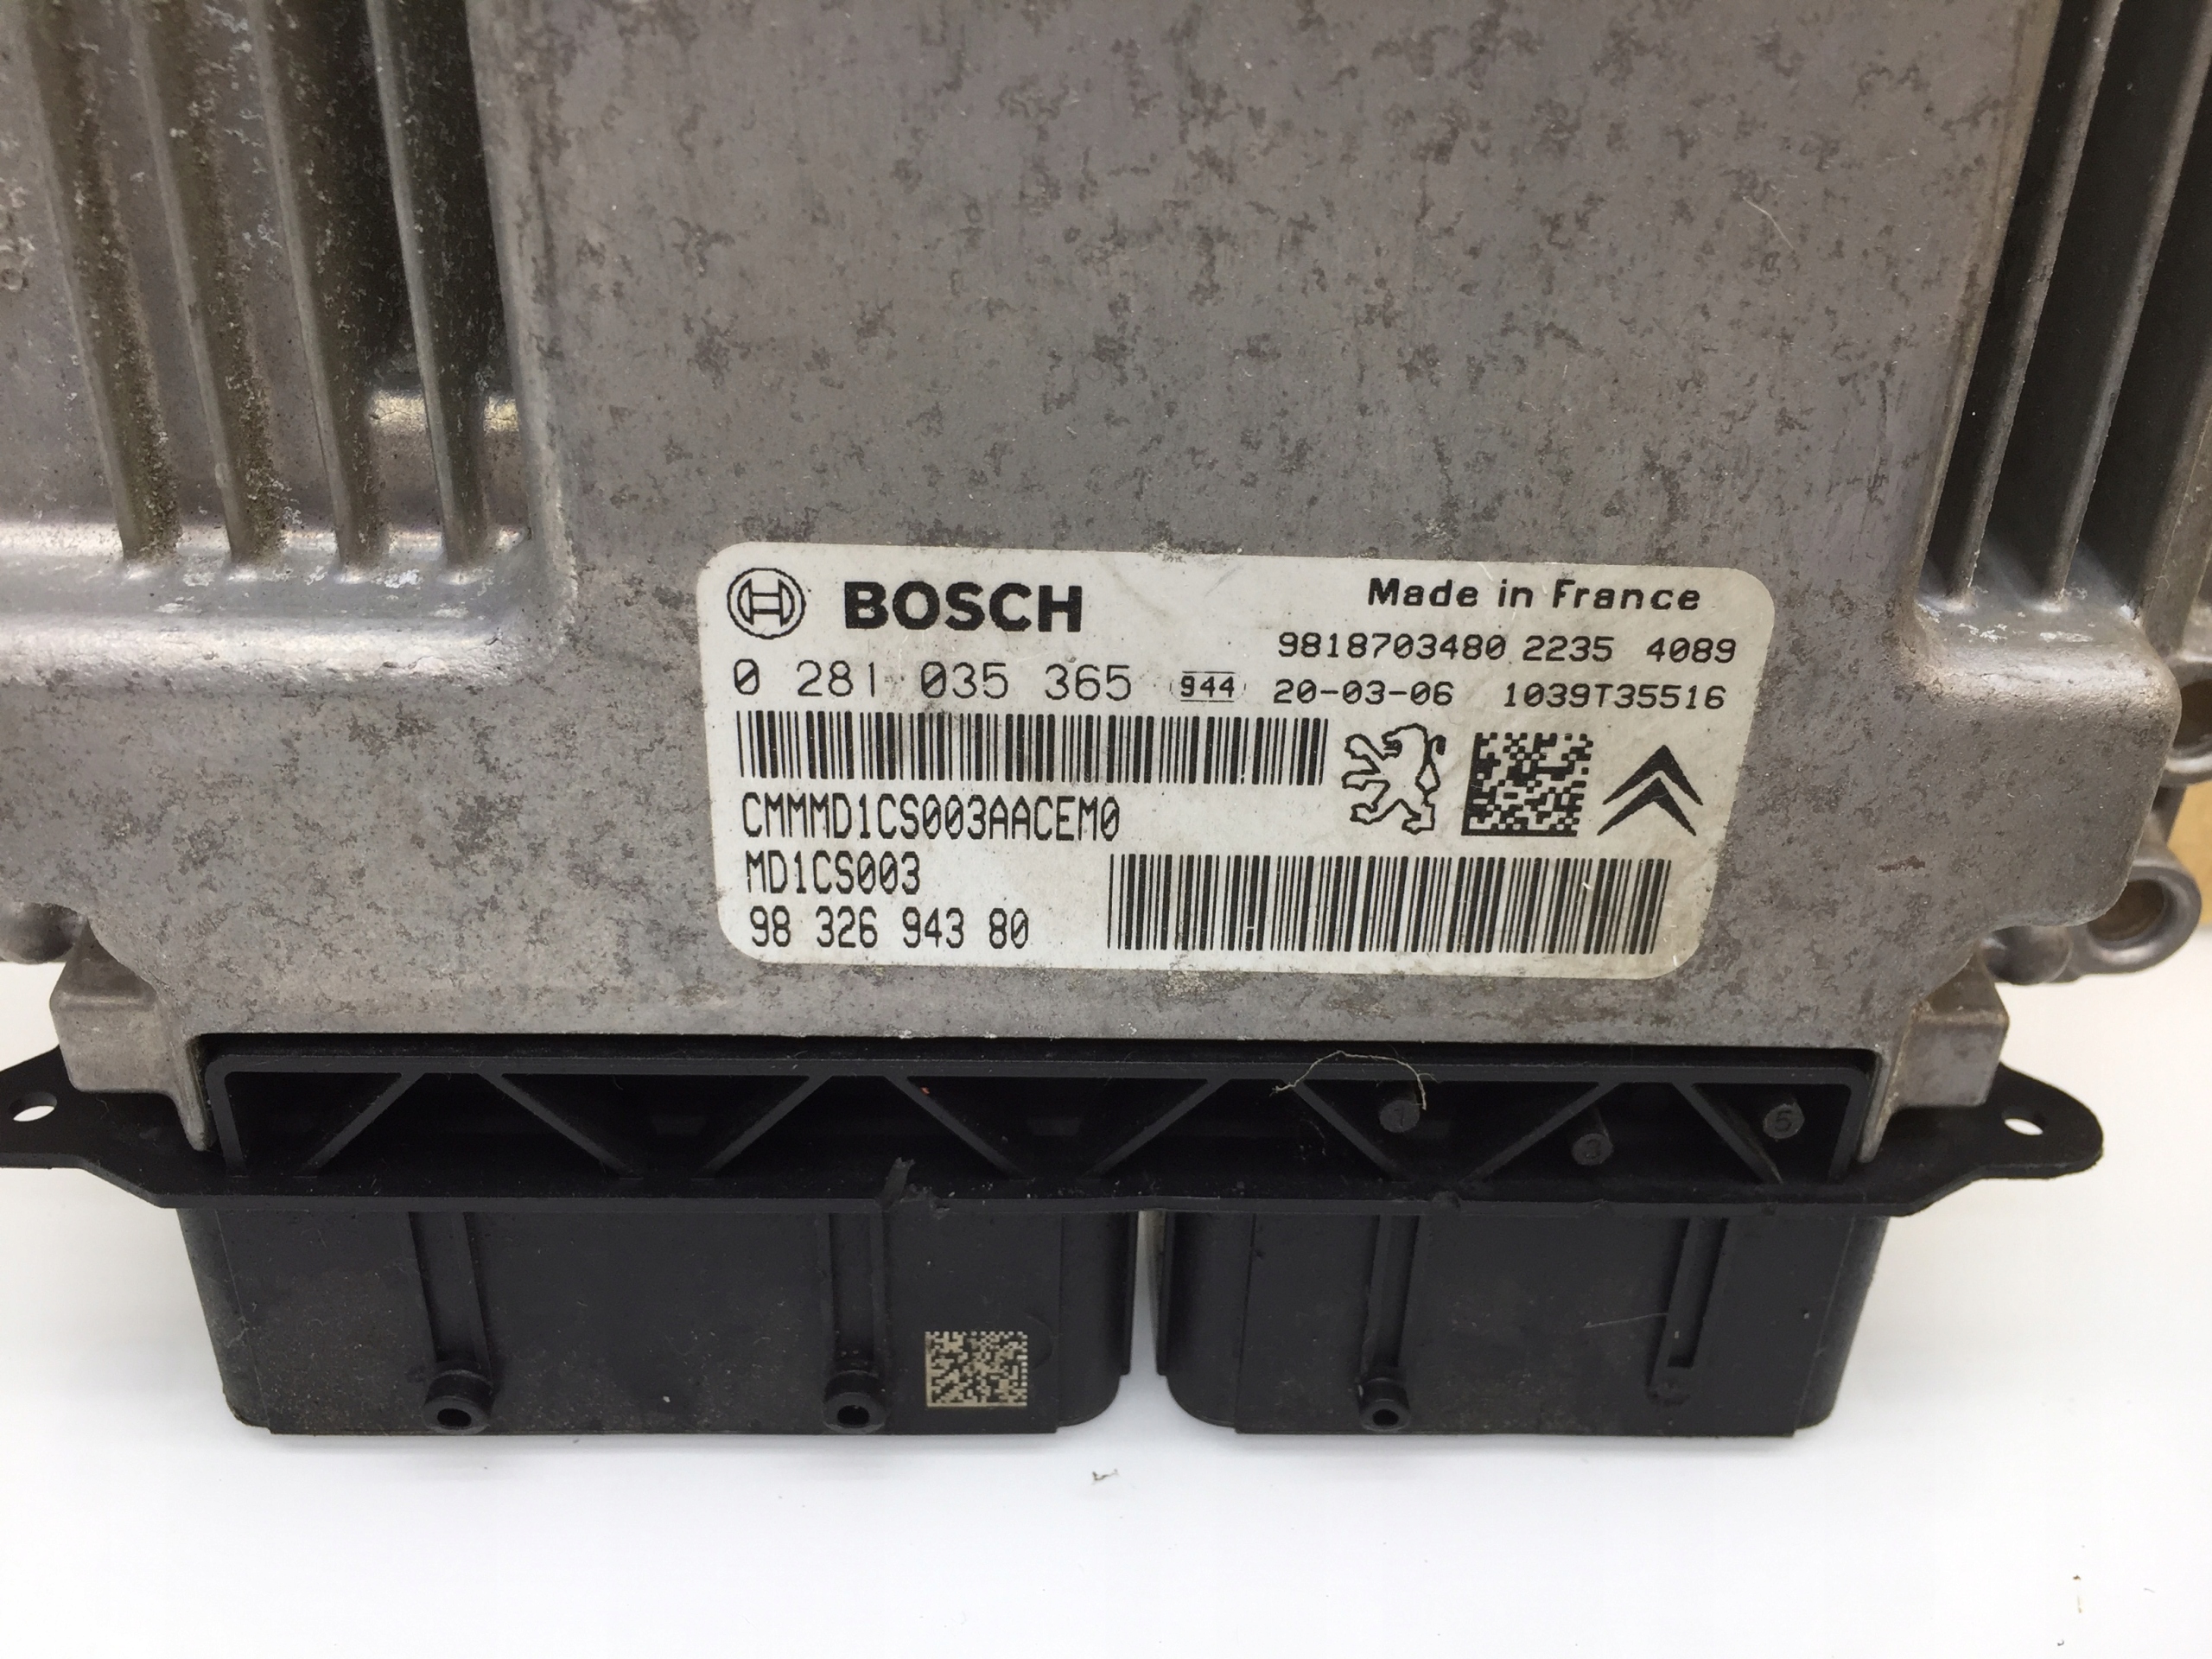 BOSCH
Made in France
9818703480 2235 4089
0 281 035 365 944 20-03-06 1039T35516
CMMMD1CS003AACEM0
MD1CS003
98 326 943 80